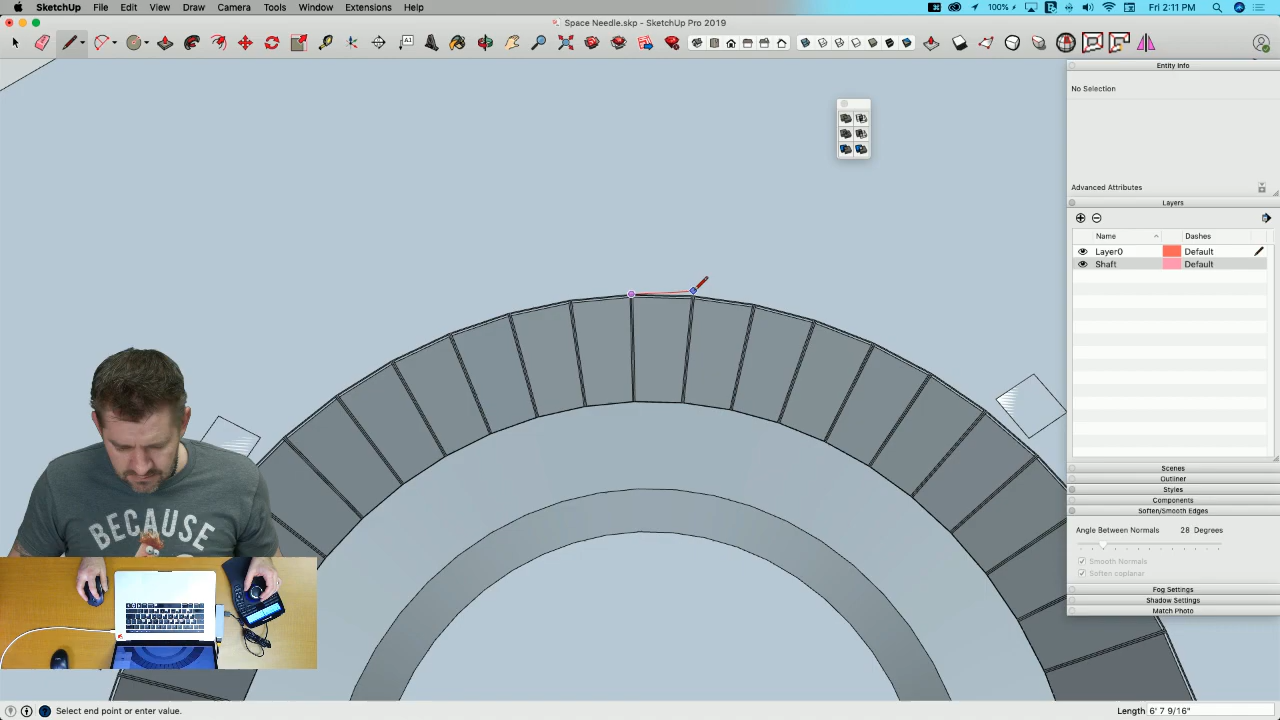 SketchUp File Edit View Draw Camera Tools Window Extensions Help
100% Fri 2:11 PM
Space Needle.skp - SketchUp Pro 2019
Entity Info
No Selection
Advanced Attributes
Layers
Name Dashes
Layer0 Default
Shaft Default
Scenes
Outliner
Styles
Components
Soften/Smooth Edges
Angle Between Normals 28 Degrees
Smooth Normals
Soften coplanar
Fog Settings
Shadow Settings
Match Photo
BECAUSE
Select end point or enter value.
Length 6' 7 9/16"